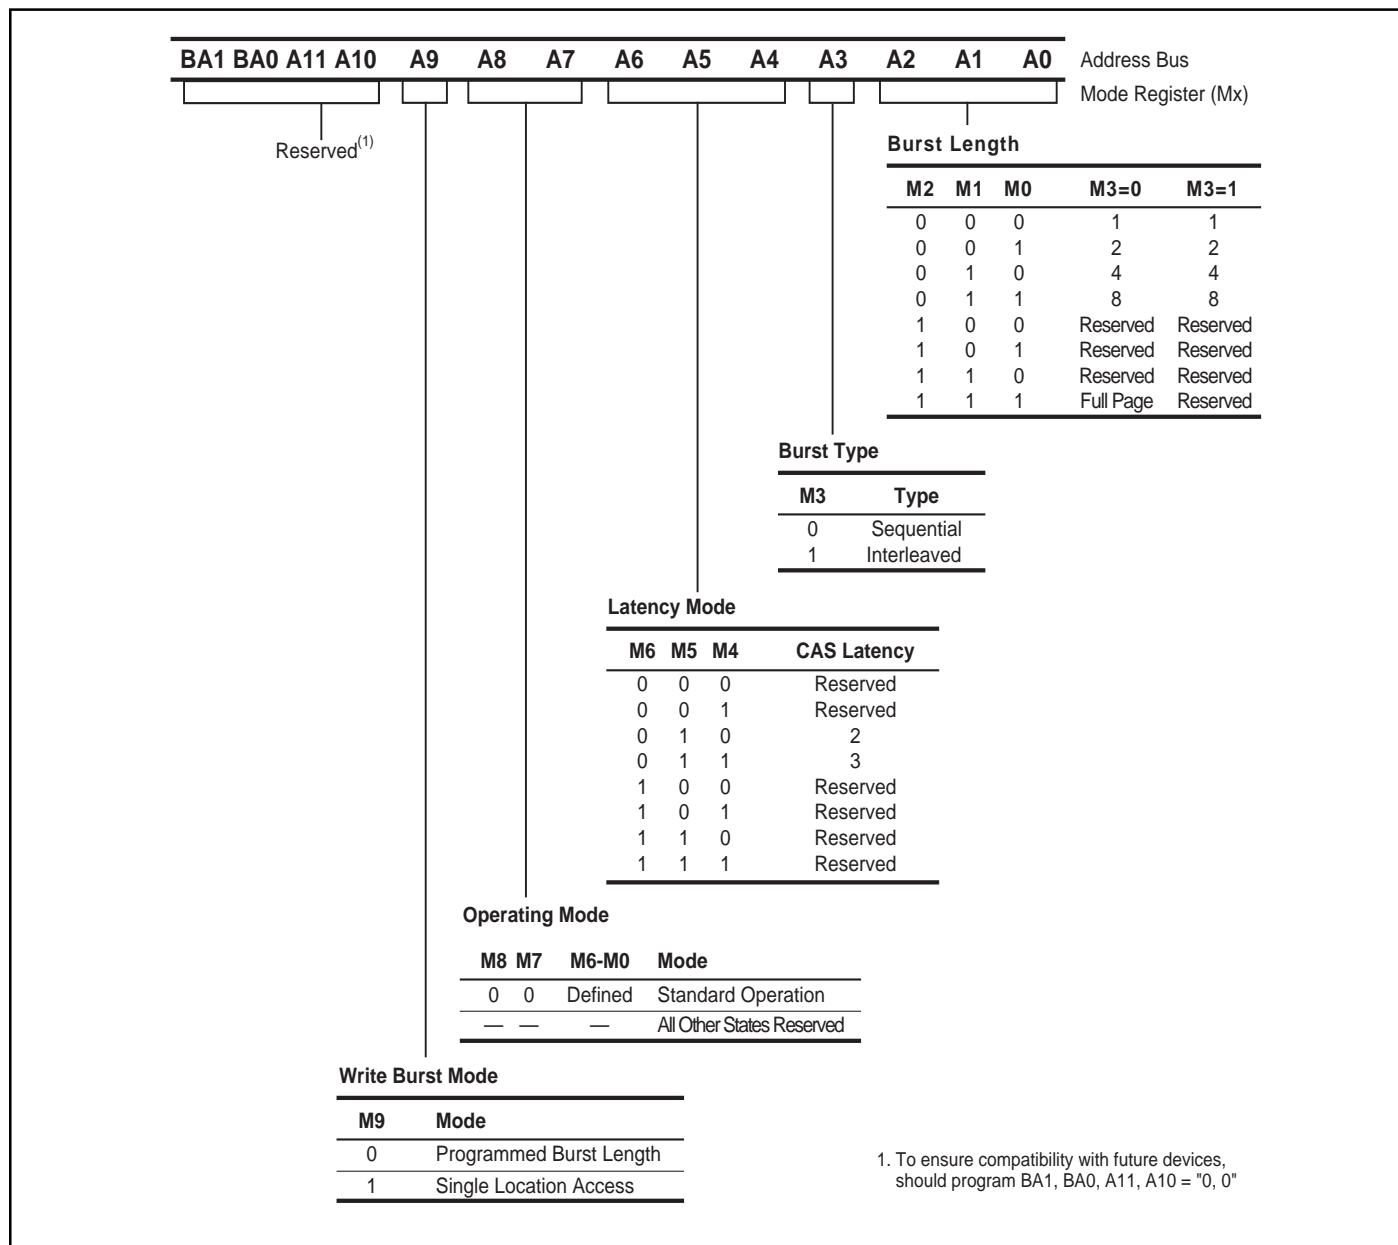 BA1 BA0 A11 A10 A9 A8 A7 A6 A5 A4 A3 A2 A1 A0 Address Bus
Mode Register (Mx)
Reserved(1)
Burst Length
M2 M1 M0 M3=0 M3=1
0 0 0 1 1
0 0 1 2 2
0 1 0 4 4
0 1 1 8 8
1 0 0 Reserved Reserved
1 0 1 Reserved Reserved
1 1 0 Reserved Reserved
1 1 1 Full Page Reserved
Burst Type
M3 Type
0 Sequential
1 Interleaved
Latency Mode
M6 M5 M4 CAS Latency
0 0 0 Reserved
0 0 1 Reserved
0 1 0 2
0 1 1 3
1 0 0 Reserved
1 0 1 Reserved
1 1 0 Reserved
1 1 1 Reserved
Operating Mode
M8 M7 M6-M0 Mode
0 0 Defined Standard Operation
— — — All Other States Reserved
Write Burst Mode
M9 Mode
0 Programmed Burst Length
1 Single Location Access
1. To ensure compatibility with future devices,
should program BA1, BA0, A11, A10 = "0, 0"